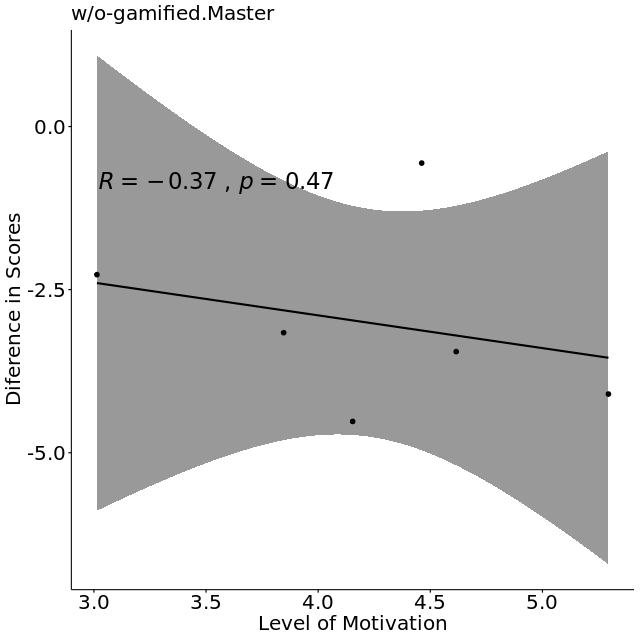 w/o-gamified.Master
0.0
R = −0.37 , p = 0.47
-2.5
-5.0
Diference in Scores
3.0 3.5 4.0 4.5 5.0
Level of Motivation